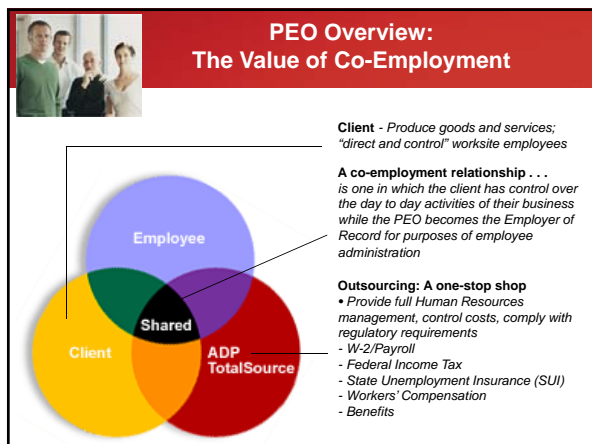 PEO Overview:
The Value of Co-Employment
Client - Produce goods and services;
“direct and control” worksite employees
A co-employment relationship . . .
is one in which the client has control over
the day to day activities of their business
while the PEO becomes the Employer of
Record for purposes of employee
administration
Outsourcing: A one-stop shop
• Provide full Human Resources
management, control costs, comply with
regulatory requirements
- W-2/Payroll
- Federal Income Tax
- State Unemployment Insurance (SUI)
- Workers’ Compensation
- Benefits
Employee
Shared
Client
ADP
TotalSource